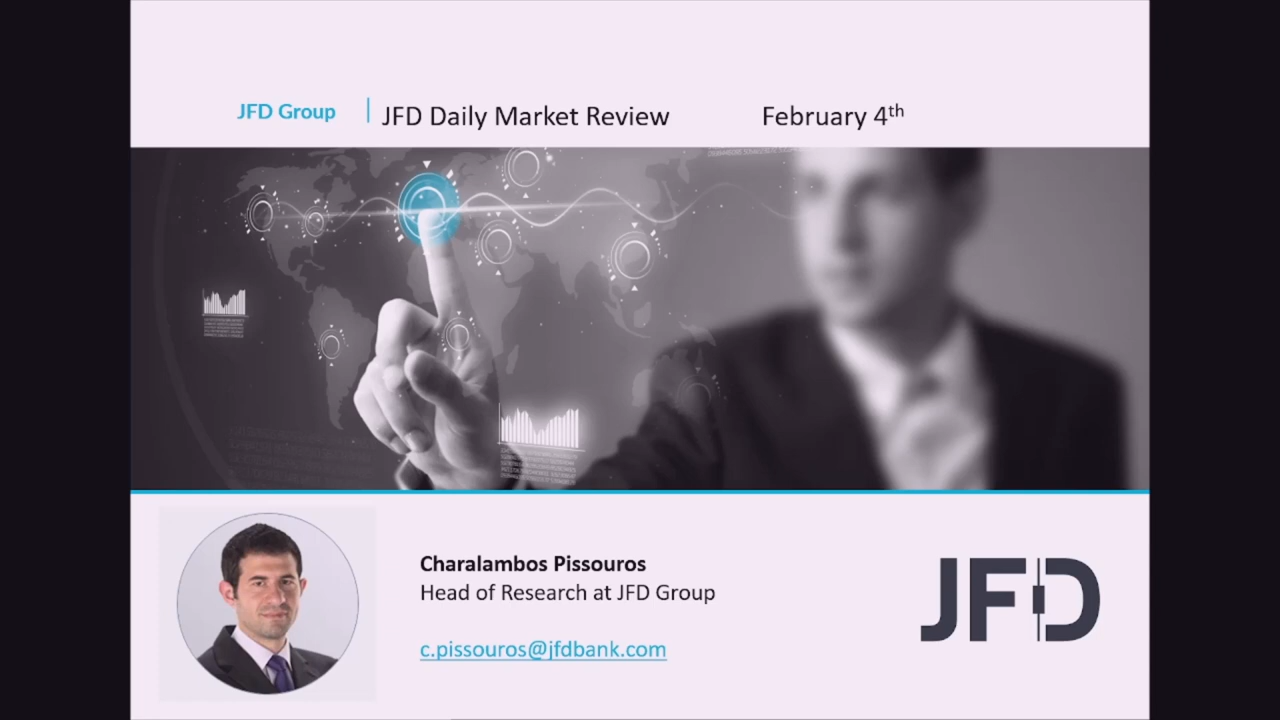 JFD Group
JFD Daily Market Review
February 4th
Charalambos Pissouros
Head of Research at JFD Group
c.pissouros@jfdbank.com
JFD